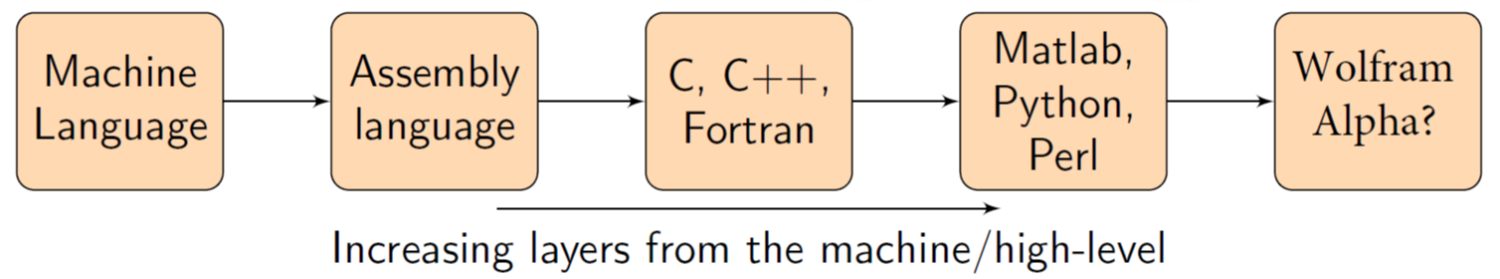 Machine
Language
Assembly
language
C, C++,
Fortran
Matlab,
Python,
Perl
Wolfram
Alpha?
Increasing layers from the machine/high-level